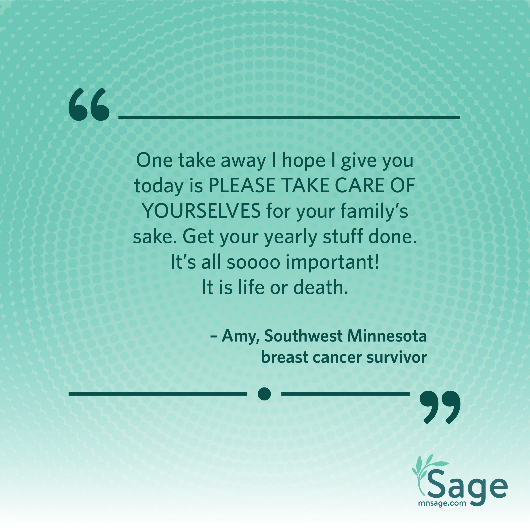 “
One take away I hope I give you
today is PLEASE TAKE CARE OF
YOURSELVES for your family’s
sake. Get your yearly stuff done.
It’s all soooo important!
It is life or death.
– Amy, Southwest Minnesota
breast cancer survivor
”
Sage
mnsage.com